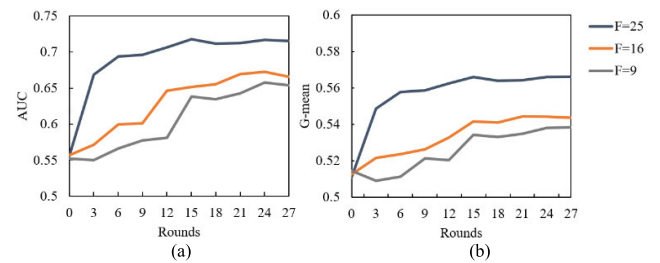 (a)
0.75
0.7
0.65
0.6
0.55
0.5
AUC
0 3 6 9 12 15 18 21 24 27
Rounds
(a)
(b)
0.6
0.58
0.56
0.54
0.52
0.5
G-mean
0 3 6 9 12 15 18 21 24 27
Rounds
(b)
F=25
F=16
F=9